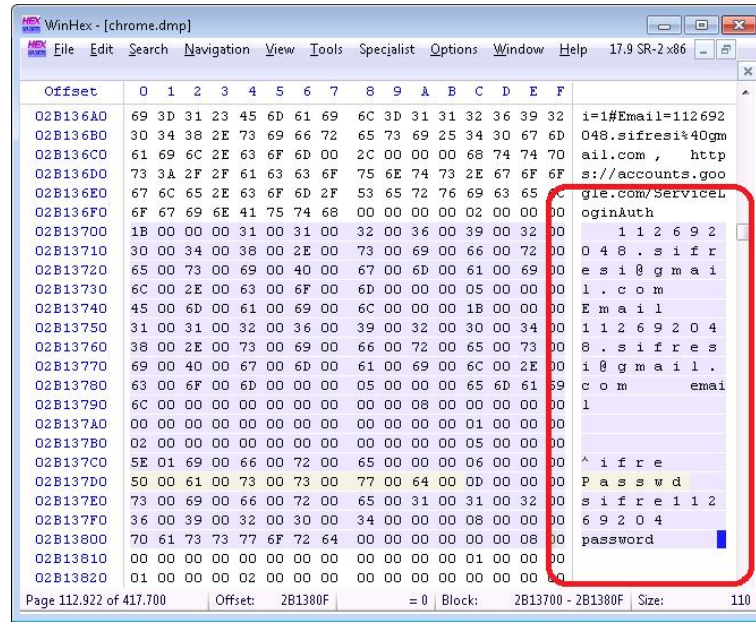 WinHex - [chrome.dmp]
File Edit Search Navigation View Tools Specialist Options Window Help 17.9 SR-2 x86
Offset 0 1 2 3 4 5 6 7 8 9 A B C D E F
02B136A0 69 3D 31 23 45 6D 61 69 6C 3D 31 31 32 36 39 32 i=1#Email=112692
02B136B0 30 34 38 2E 73 69 66 72 65 73 69 25 34 30 67 6D 048.sifresi%40gm
02B136C0 61 69 6C 2E 63 6F 6D 00 2C 00 00 00 68 74 74 70 ail.com , http
02B136D0 73 3A 2F 2F 61 63 63 6F 75 6E 74 73 2E 67 6F 6F s://accounts.goo
02B136E0 67 6C 65 2E 63 6F 6D 2F 53 65 72 76 69 63 65 4C gle.com/ServiceL
02B136F0 6F 67 69 6E 41 75 74 68 00 00 00 00 02 00 00 00 oginAuth
02B13700 1B 00 00 00 31 00 31 00 32 00 36 00 39 00 32 00 1 1 2 6 9 2
02B13710 30 00 34 00 38 00 2E 00 73 00 69 00 66 00 72 00 0 4 8 . s i f r
02B13720 65 00 73 00 69 00 40 00 67 00 6D 00 61 00 69 00 e s i @ g m a i
02B13730 6C 00 2E 00 63 00 6F 00 6D 00 00 00 05 00 00 00 l . c o m
02B13740 45 00 6D 00 61 00 69 00 6C 00 00 00 1B 00 00 00 E m a i l
02B13750 31 00 31 00 32 00 36 00 39 00 32 00 30 00 34 00 1 1 2 6 9 2 0 4
02B13760 38 00 2E 00 73 00 69 00 66 00 72 00 65 00 73 00 8 . s i f r e s
02B13770 69 00 40 00 67 00 6D 00 61 00 69 00 6C 00 2E 00 i @ g m a i l .
02B13780 63 00 6F 00 6D 00 00 00 05 00 00 00 65 6D 61 69 c o m emai
02B13790 6C 00 00 00 00 00 00 00 00 00 08 00 00 00 00 00 l
02B137A0 00 00 00 00 00 00 00 00 00 00 00 00 01 00 00 00
02B137B0 02 00 00 00 00 00 00 00 00 00 00 00 05 00 00 00
02B137C0 5E 01 69 00 66 00 72 00 65 00 00 00 06 00 00 00 ^ i f r e
02B137D0 50 00 61 00 73 00 73 00 77 00 64 00 0D 00 00 00 P a s s w d
02B137E0 73 00 69 00 66 00 72 00 65 00 31 00 31 00 32 00 s i f r e 1 1 2
02B137F0 36 00 39 00 32 00 30 00 34 00 00 00 08 00 00 00 6 9 2 0 4
02B13800 70 61 73 73 77 6F 72 64 00 00 00 00 00 00 08 00 password
02B13810 00 00 00 00 00 00 00 00 00 00 00 00 01 00 00 00
02B13820 01 00 00 00 02 00 00 00 00 00 00 00 00 00 00 00
Page 112.922 of 417.700 Offset: 2B1380F = 0 Block: 2B13700 - 2B1380F Size: 110